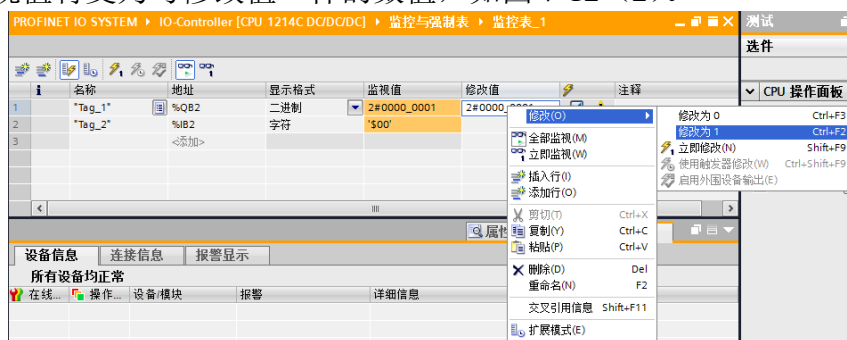 PROFINET IO SYSTEM ▸ IO-Controller [CPU 1214C DC/DC/DC] ▸ 监控与强制表 ▸ 监控表_1
测试
选件
i 名称 地址 显示格式 监视值 修改值 注释
CPU 操作面板
1 "Tag_1" %QB2 二进制 2#0000_0001 2#0000_0001
2 "Tag_2" %IB2 字符 '$00'
3 <添加>
修改(O)
修改为 0 Ctrl+F3
修改为 1 Ctrl+F2
立即修改(N) Shift+F9
使用触发器修改(W) Ctrl+Shift+F9
启用外围设备输出(E)
全部监视(M)
立即监视(W)
插入行(I)
添加行(O)
剪切(T) Ctrl+X
复制(Y) Ctrl+C
粘贴(P) Ctrl+V
删除(D) Del
重命名(N) F2
交叉引用信息 Shift+F11
扩展模式(E)
属性
设备信息 连接信息 报警显示
所有设备均正常
在线... 操作... 设备/模块 报警 详细信息